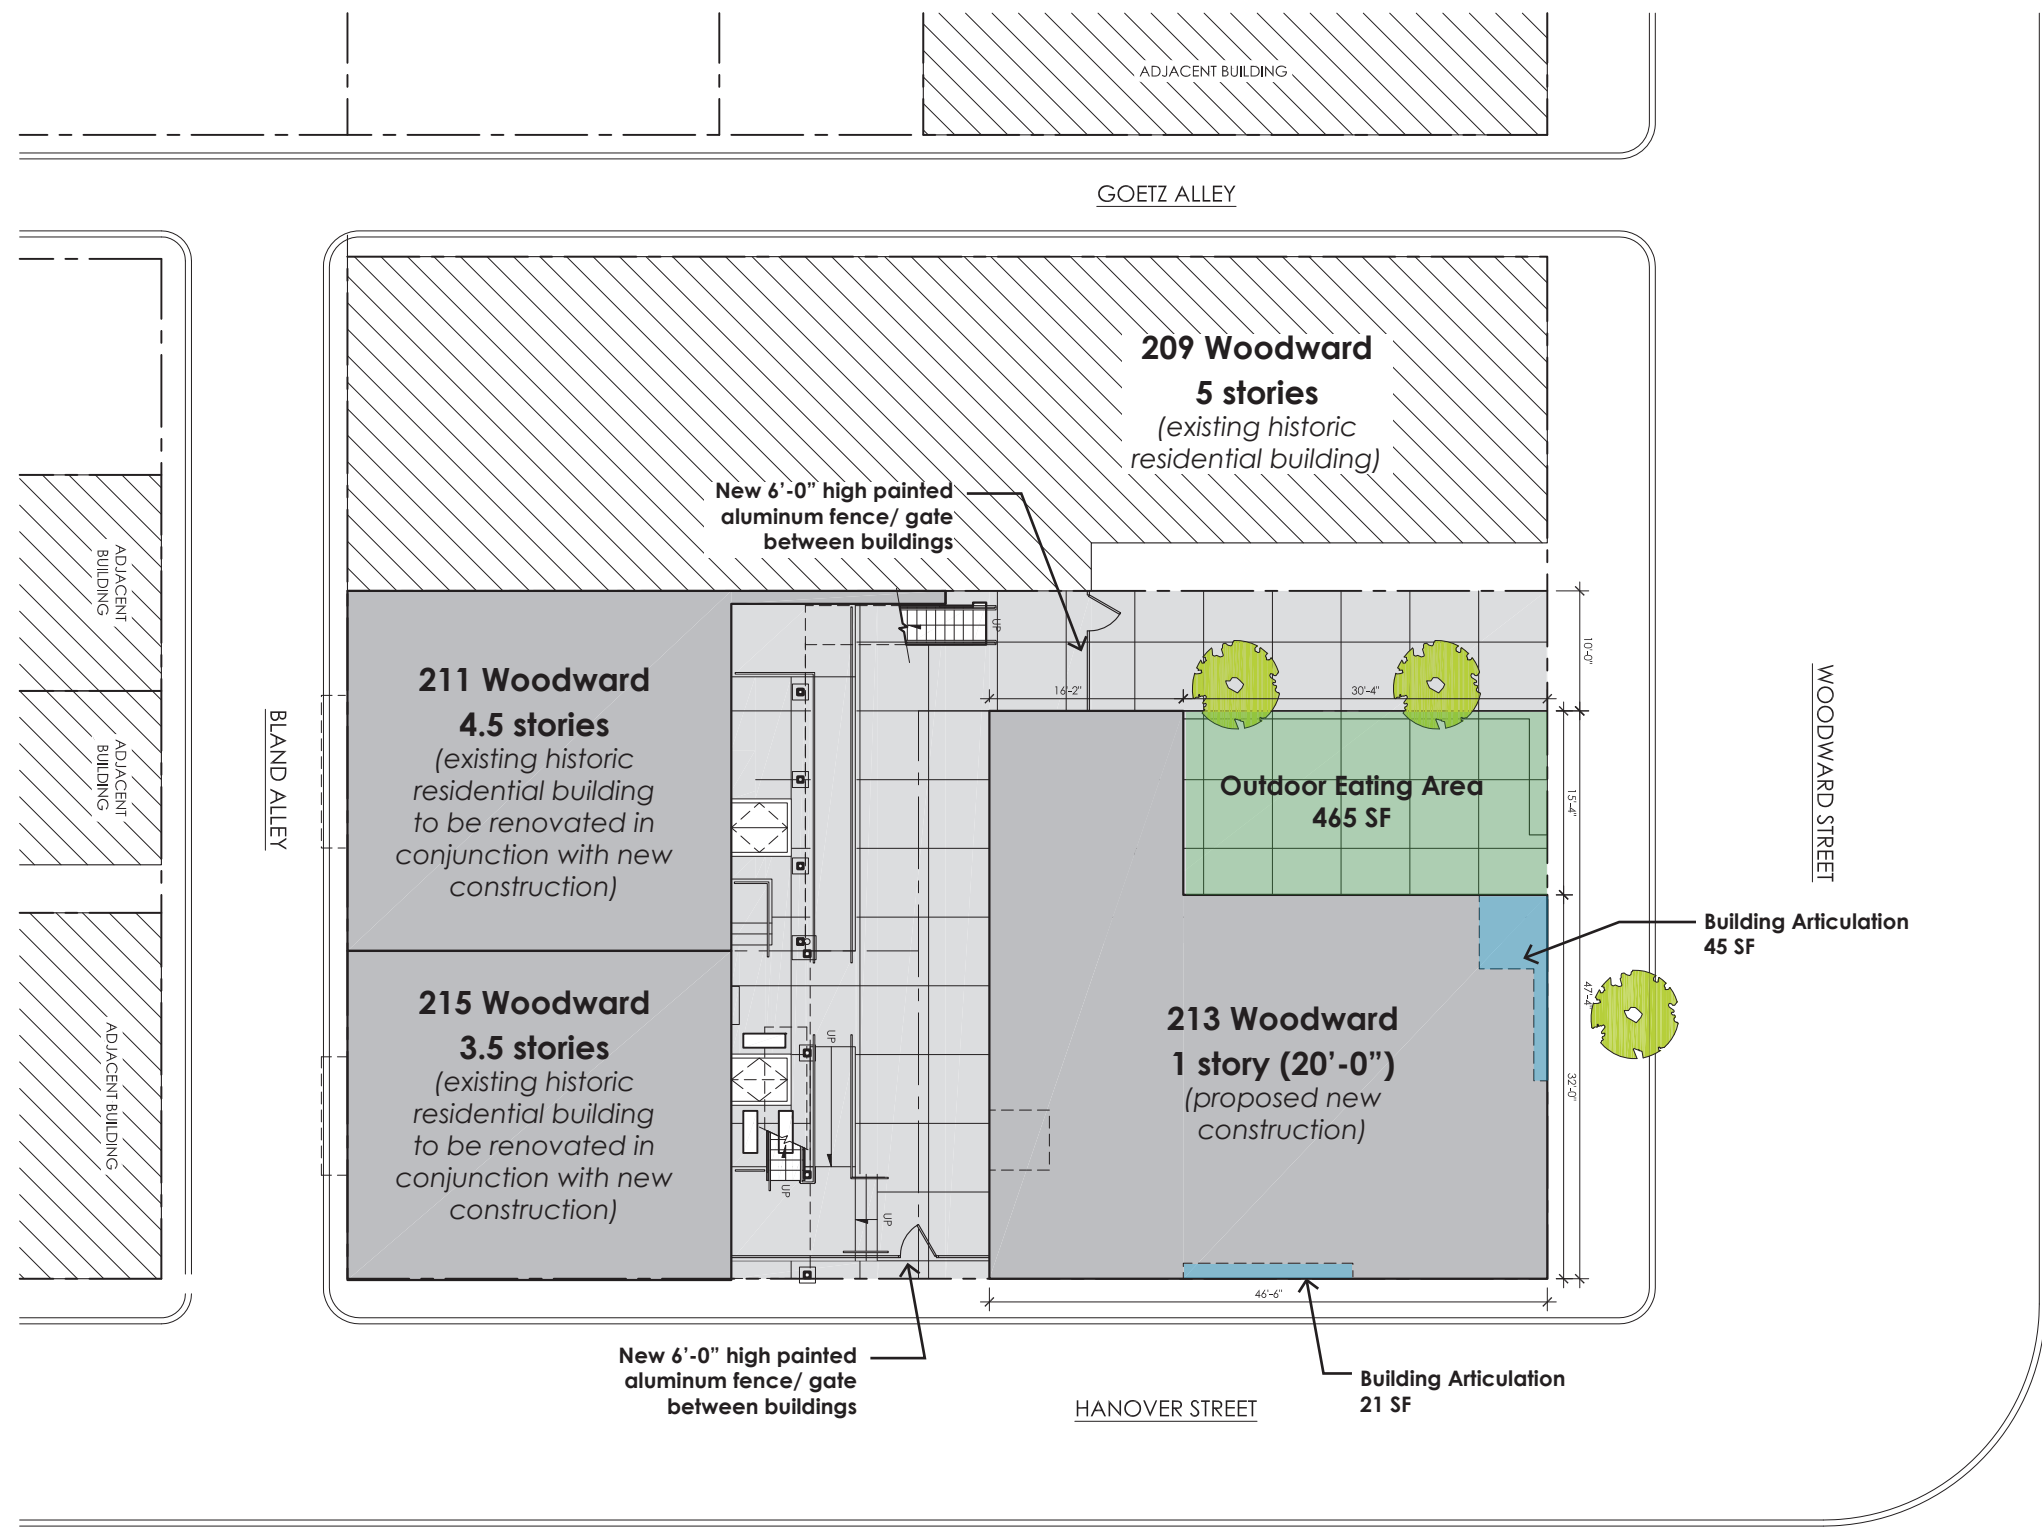 ADJACENT BUILDING
GOETZ ALLEY
209 Woodward
5 stories
(existing historic
residential building)
New 6'-0” high painted
aluminum fence/ gate
between buildings
ADJACENT
BUILDING
UP
10'-0"
16'-2"
30'-4"
211 Woodward
4.5 stories
(existing historic
residential building
to be renovated in
conjunction with new
construction)
BLAND ALLEY
ADJACENT
BUILDING
Outdoor Eating Area
465 SF
15'-4"
WOODWARD STREET
Building Articulation
45 SF
47'-4"
215 Woodward
3.5 stories
(existing historic
residential building
to be renovated in
conjunction with new
construction)
ADJACENT BUILDING
UP
UP
UP
213 Woodward
1 story (20'-0”)
(proposed new
construction)
32'-0"
46'-6"
New 6'-0” high painted
aluminum fence/ gate
between buildings
Building Articulation
21 SF
HANOVER STREET